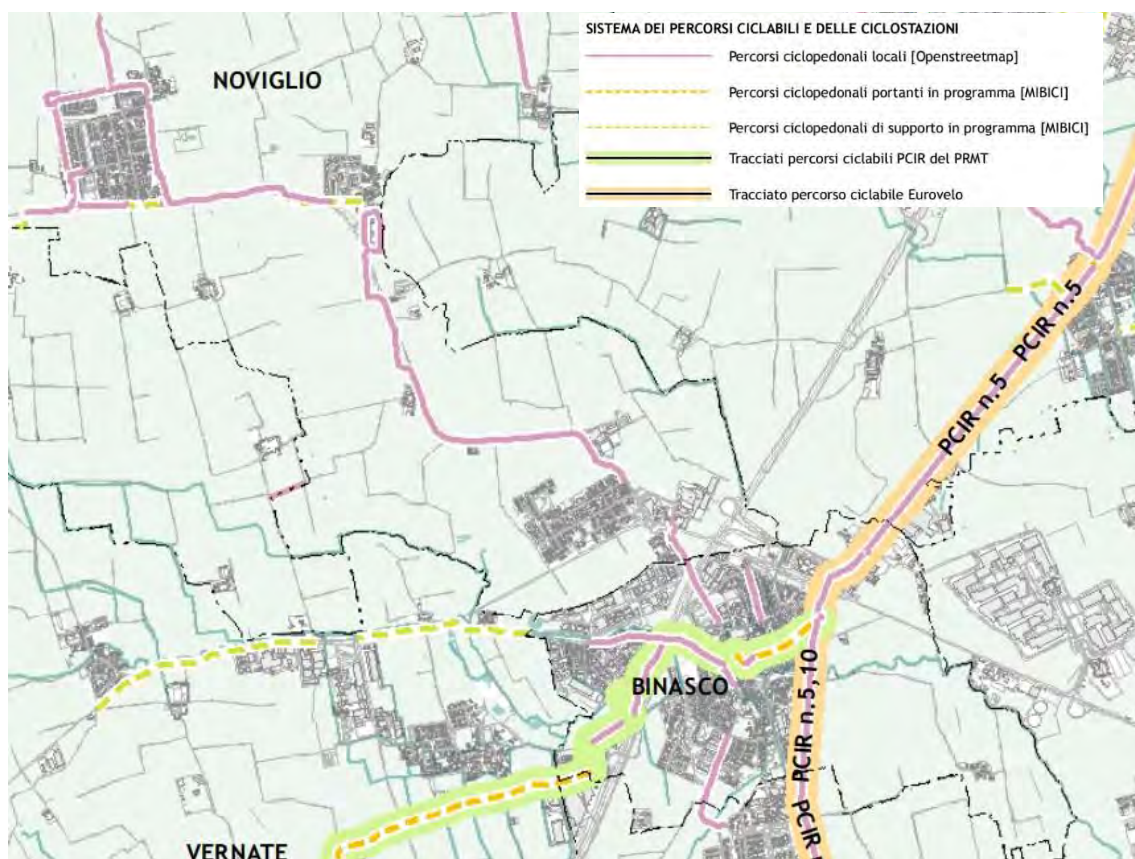 SISTEMA DEI PERCORSI CICLABILI E DELLE CICLOSTAZIONI
Percorsi ciclopedonali locali [Openstreetmap]
Percorsi ciclopedonali portanti in programma [MIBICI]
Percorsi ciclopedonali di supporto in programma [MIBICI]
Tracciati percorsi ciclabili PCIR del PRMT
Tracciato percorso ciclabile Eurovelo
NOVIGLIO
PCIR n.5
PCIR n.5
BINASCO
PCIR n.5, 10
PCIR
VERNATE